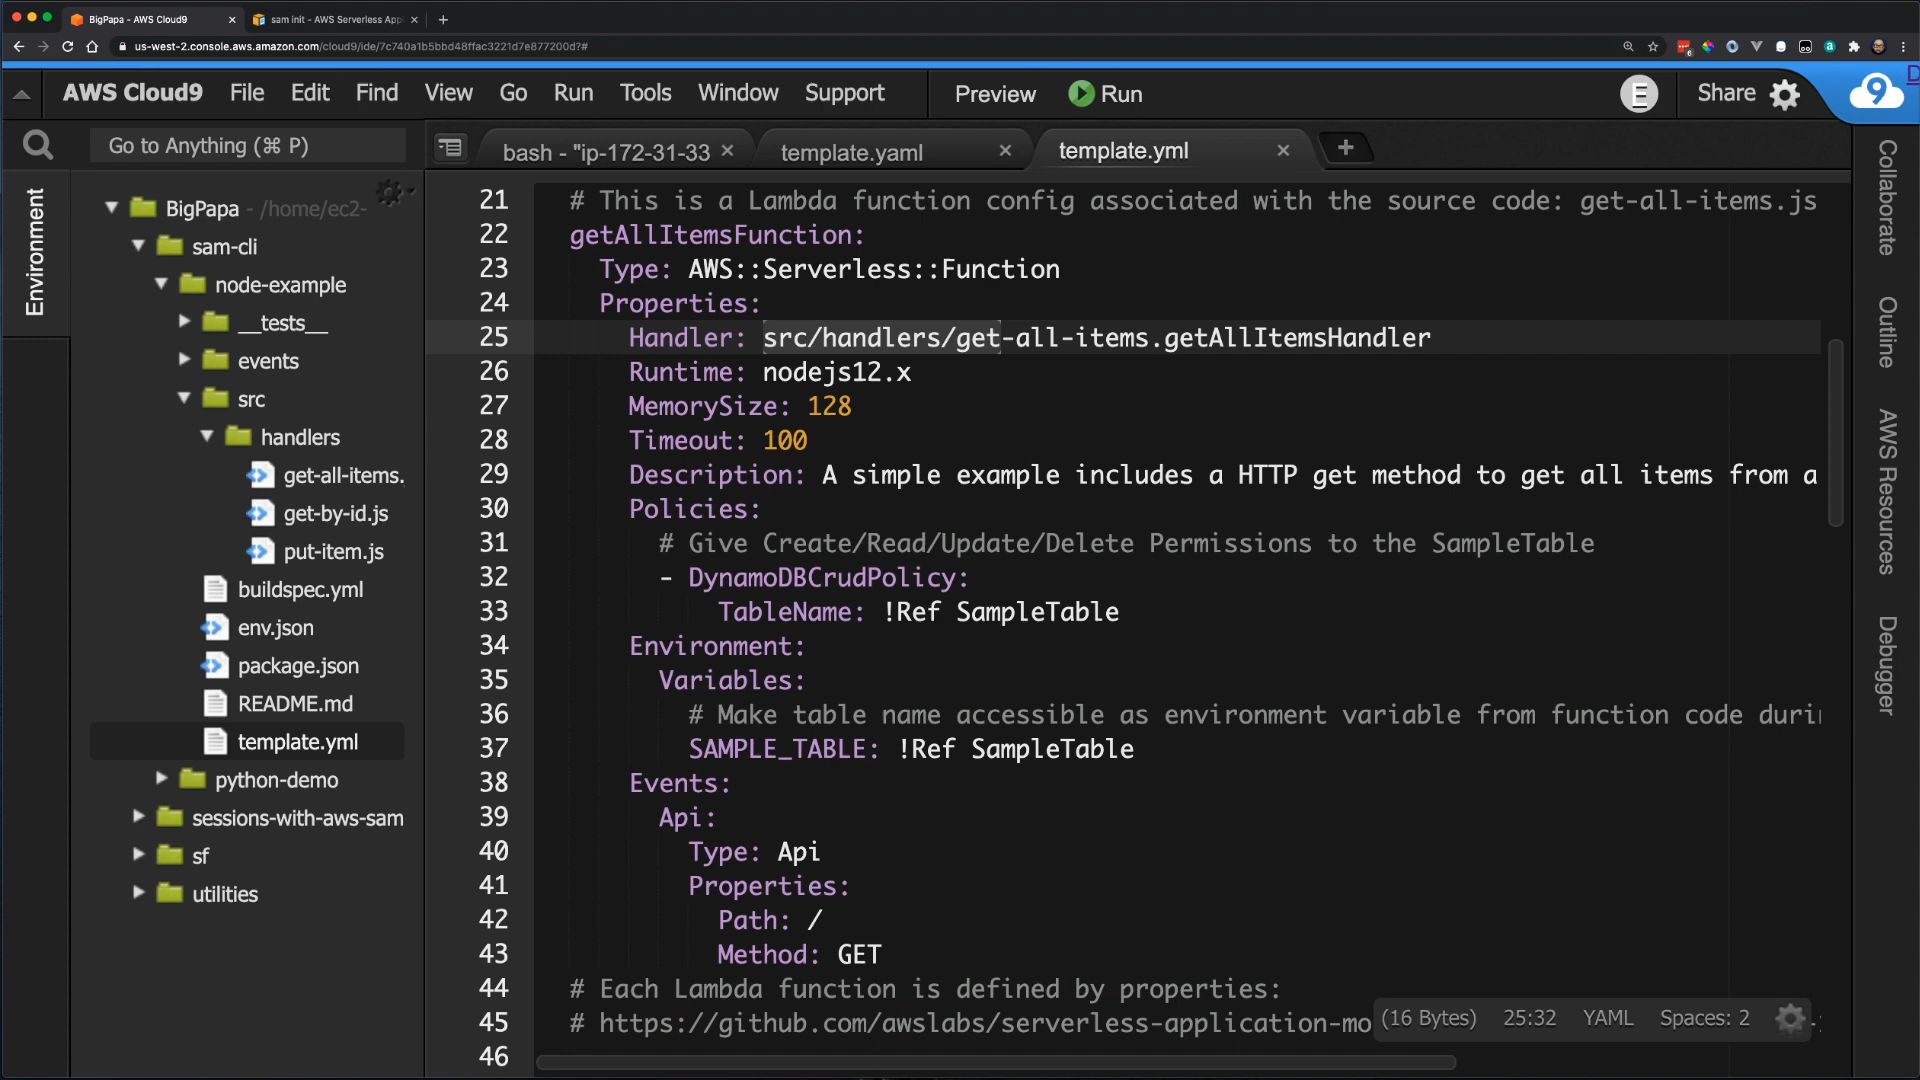 BigPapa - AWS Cloud9
sam init - AWS Serverless Appl
us-west-2.console.aws.amazon.com/cloud9/ide/7c740a1b5bbd48ffac3221d7e877200d?#
AWS Cloud9 File Edit Find View Go Run Tools Window Support Preview Run E Share 9
Go to Anything (⌘ P)
bash - "ip-172-31-33
template.yaml
template.yml
Environment
BigPapa - /home/ec2-
sam-cli
node-example
__tests__
events
src
handlers
get-all-items.
get-by-id.js
put-item.js
buildspec.yml
env.json
package.json
README.md
template.yml
python-demo
sessions-with-aws-sam
sf
utilities
21 # This is a Lambda function config associated with the source code: get-all-items.js
22 getAllItemsFunction:
23 Type: AWS::Serverless::Function
24 Properties:
25 Handler: src/handlers/get-all-items.getAllItemsHandler
26 Runtime: nodejs12.x
27 MemorySize: 128
28 Timeout: 100
29 Description: A simple example includes a HTTP get method to get all items from a
30 Policies:
31 # Give Create/Read/Update/Delete Permissions to the SampleTable
32 - DynamoDBCrudPolicy:
33 TableName: !Ref SampleTable
34 Environment:
35 Variables:
36 # Make table name accessible as environment variable from function code duri
37 SAMPLE_TABLE: !Ref SampleTable
38 Events:
39 Api:
40 Type: Api
41 Properties:
42 Path: /
43 Method: GET
44 # Each Lambda function is defined by properties:
45 # https://github.com/awslabs/serverless-application-mo
46
(16 Bytes) 25:32 YAML Spaces: 2
Collaborate
Outline
AWS Resources
Debugger